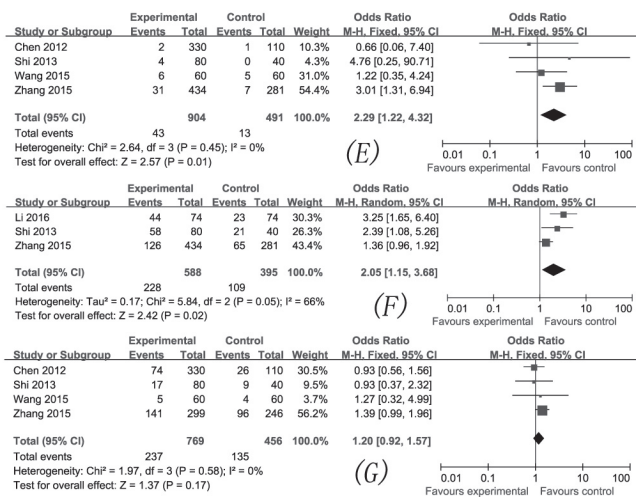 Experimental Control Odds Ratio Odds Ratio
Study or Subgroup Events Total Events Total Weight M-H. Fixed. 95% CI M-H. Fixed. 95% CI
Chen 2012 2 330 1 110 10.3% 0.66 [0.06, 7.40]
Shi 2013 4 80 0 40 4.3% 4.76 [0.25, 90.71]
Wang 2015 6 60 5 60 31.0% 1.22 [0.35, 4.24]
Zhang 2015 31 434 7 281 54.4% 3.01 [1.31, 6.94]
Total (95% CI) 904 491 100.0% 2.29 [1.22, 4.32]
Total events 43 13
Heterogeneity: Chi² = 2.64, df = 3 (P = 0.45); I² = 0%
Test for overall effect: Z = 2.57 (P = 0.01)
(E)
0.01 0.1 1 10 100
Favours experimental Favours control
Experimental Control Odds Ratio Odds Ratio
Study or Subgroup Events Total Events Total Weight M-H. Random. 95% CI M-H. Random. 95% CI
Li 2016 44 74 23 74 30.3% 3.25 [1.65, 6.40]
Shi 2013 58 80 21 40 26.3% 2.39 [1.08, 5.26]
Zhang 2015 126 434 65 281 43.4% 1.36 [0.96, 1.92]
Total (95% CI) 588 395 100.0% 2.05 [1.15, 3.68]
Total events 228 109
Heterogeneity: Tau² = 0.17; Chi² = 5.84, df = 2 (P = 0.05); I² = 66%
Test for overall effect: Z = 2.42 (P = 0.02)
(F)
0.01 0.1 1 10 100
Favours experimental Favours control
Experimental Control Odds Ratio Odds Ratio
Study or Subgroup Events Total Events Total Weight M-H. Fixed. 95% CI M-H. Fixed. 95% CI
Chen 2012 74 330 26 110 30.5% 0.93 [0.56, 1.56]
Shi 2013 17 80 9 40 9.5% 0.93 [0.37, 2.32]
Wang 2015 5 60 4 60 3.7% 1.27 [0.32, 4.99]
Zhang 2015 141 299 96 246 56.2% 1.39 [0.99, 1.96]
Total (95% CI) 769 456 100.0% 1.20 [0.92, 1.57]
Total events 237 135
Heterogeneity: Chi² = 1.97, df = 3 (P = 0.58); I² = 0%
Test for overall effect: Z = 1.37 (P = 0.17)
(G)
0.01 0.1 1 10 100
Favours experimental Favours control